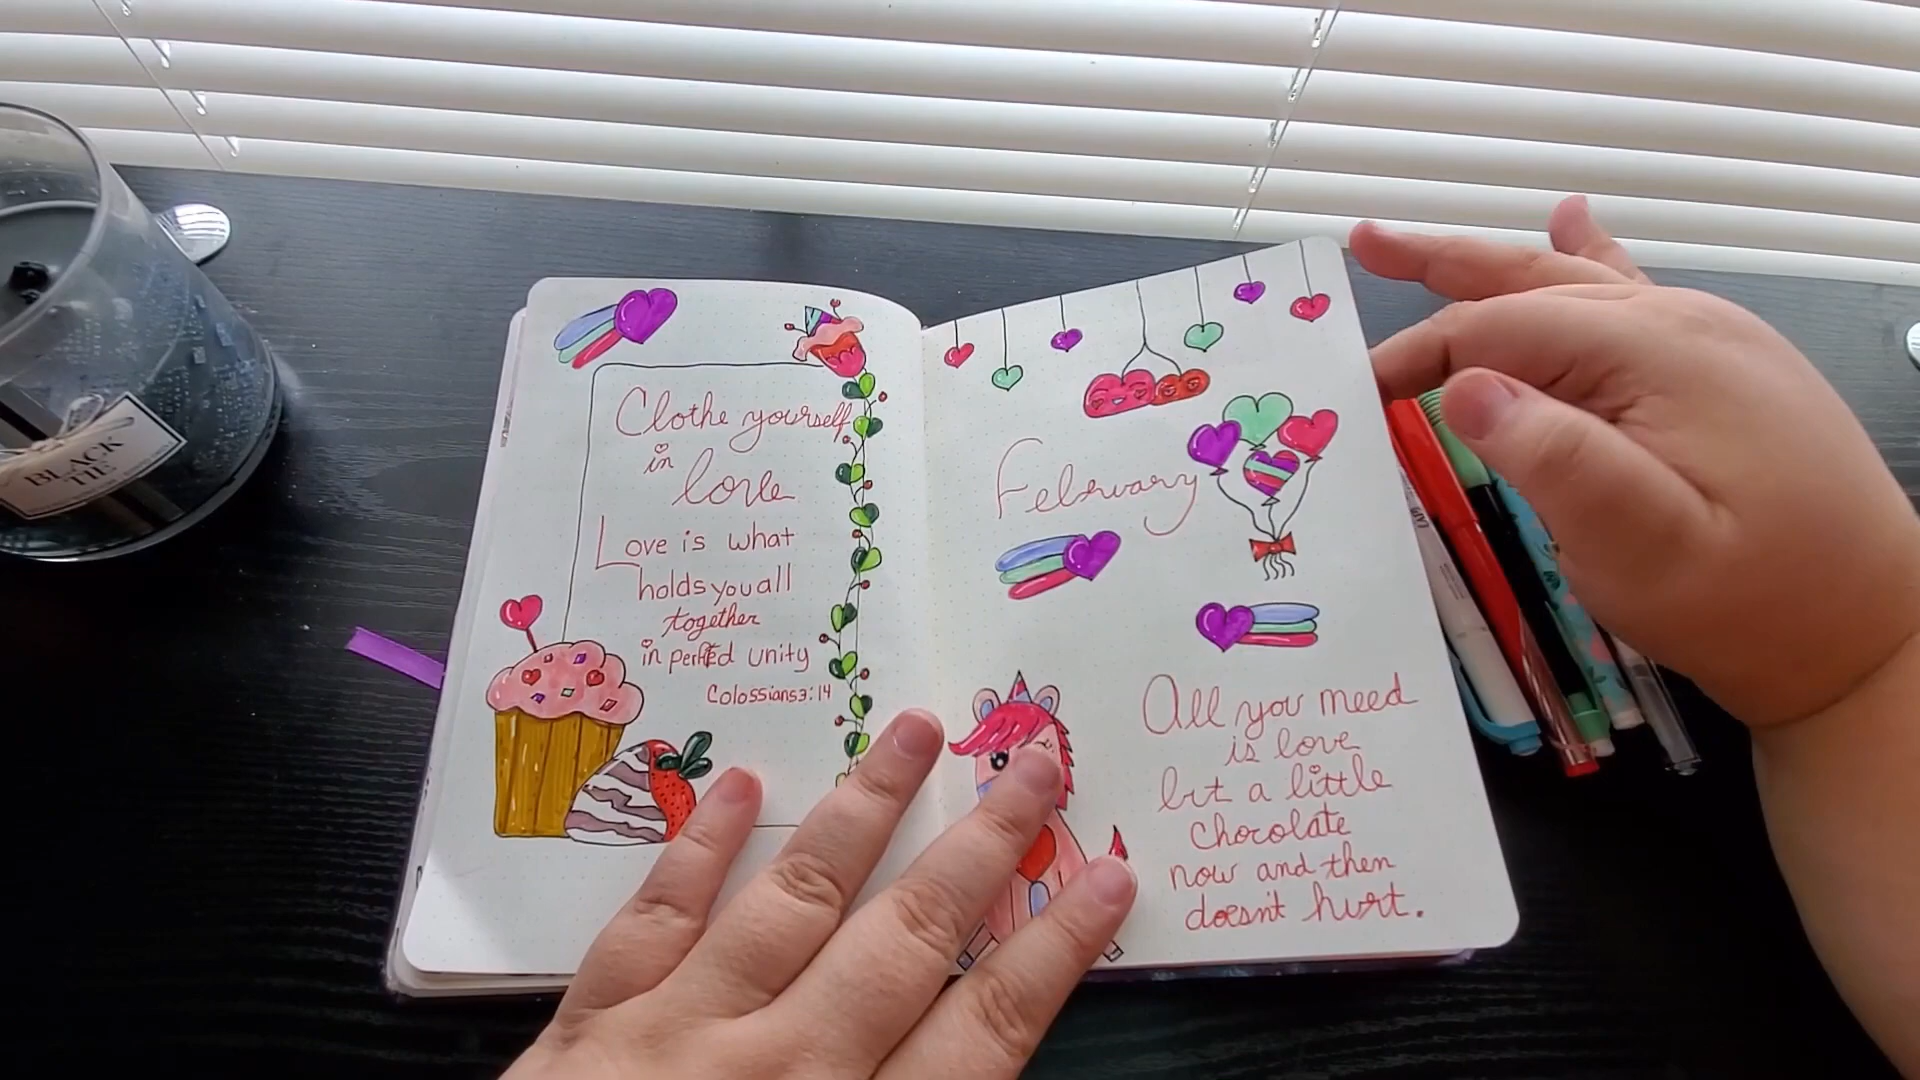 Clothe yourself
in
love
Love is what
holds you all
together
in perfted unity
Colossians 3:14
February
All you need
is love
but a little
chocolate
now and then
doesn't hurt.
BLACK
TIE